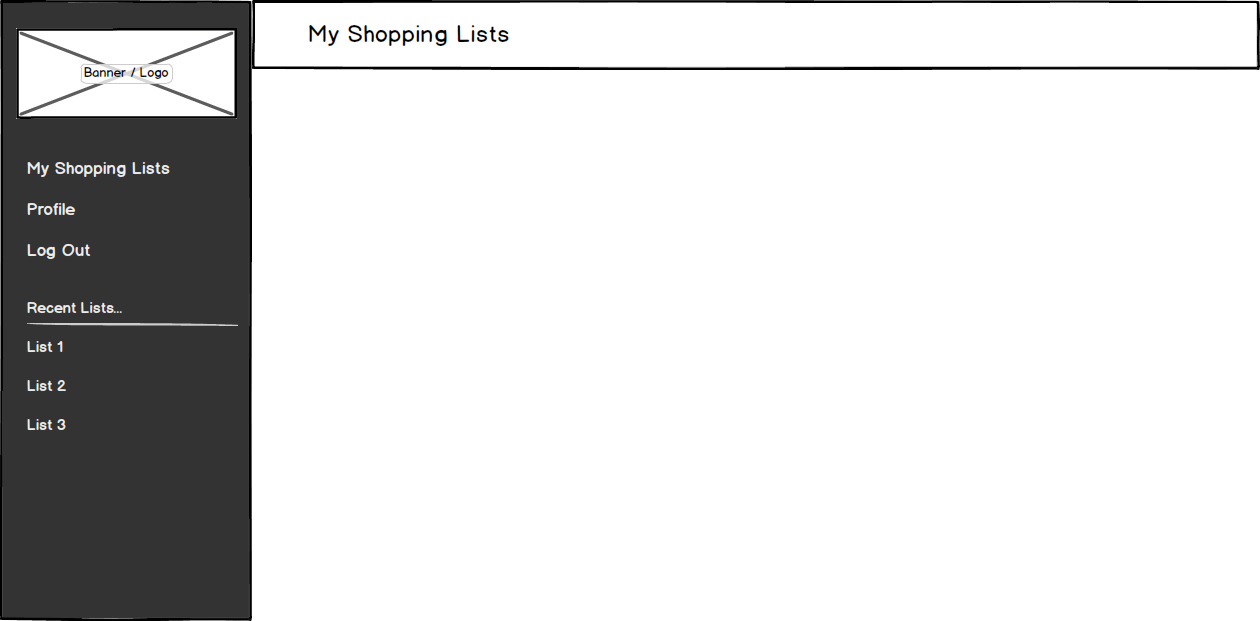 Banner / Logo
My Shopping Lists
Profile
Log Out
Recent Lists...
List 1
List 2
List 3
My Shopping Lists